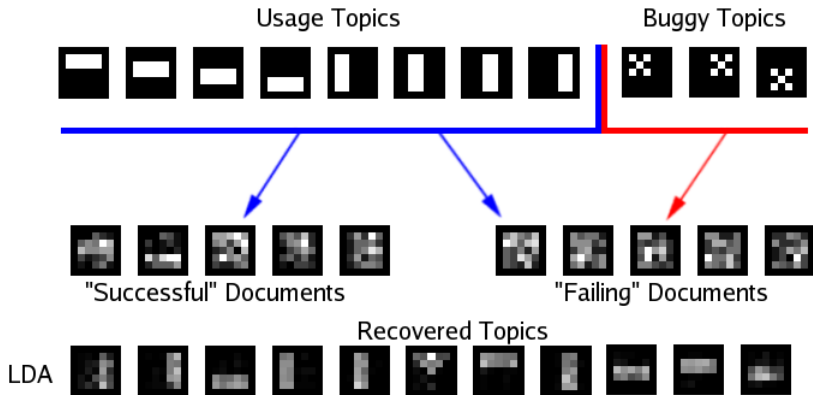 Usage Topics
Buggy Topics
"Successful" Documents
"Failing" Documents
Recovered Topics
LDA